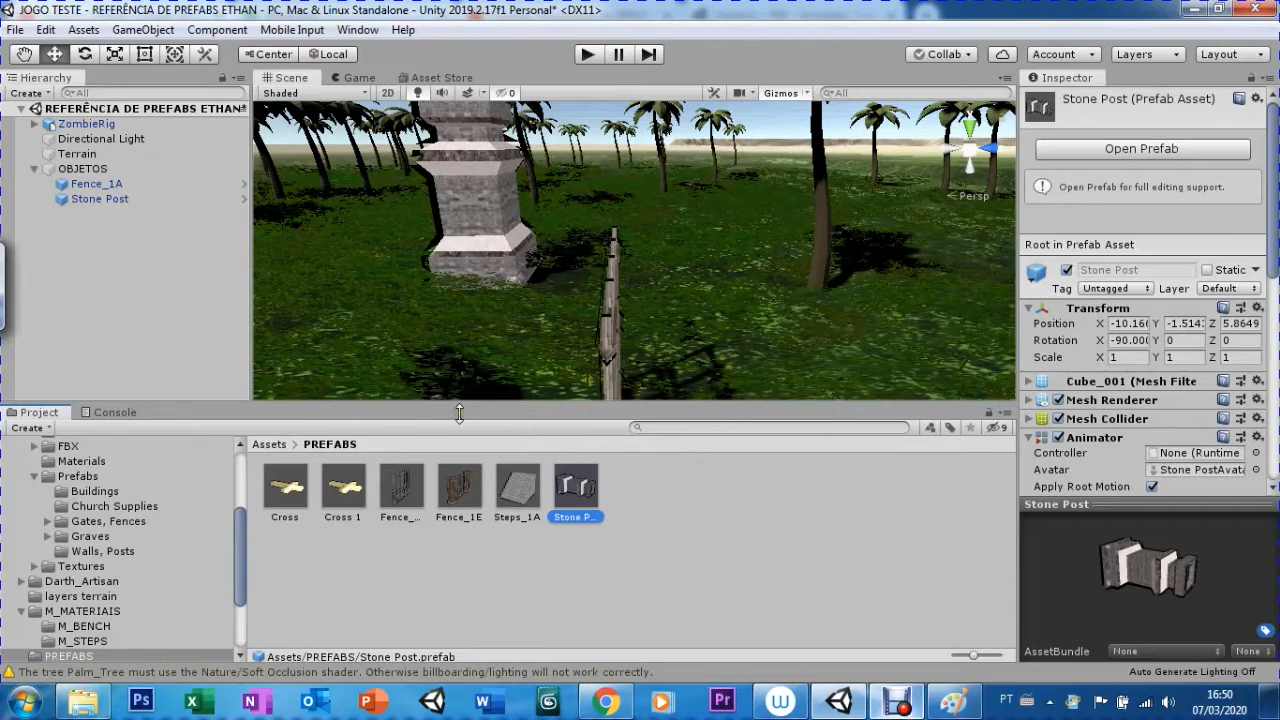 JOGO TESTE - REFERÊNCIA DE PREFABS ETHAN - PC, Mac & Linux Standalone - Unity 2019.2.17f1 Personal* <DX11>
File Edit Assets GameObject Component Mobile Input Window Help
Center Local Collab Account Layers Layout
Hierarchy Scene Game Asset Store Inspector
Create All Shaded 2D 0 Gizmos All
REFERÊNCIA DE PREFABS ETHAN*
ZombieRig
Directional Light
Terrain
OBJETOS
Fence_1A
Stone Post
Persp
Stone Post (Prefab Asset)
Open Prefab
Open Prefab for full editing support.
Root in Prefab Asset
Stone Post Static
Tag Untagged Layer Default
Transform
Position X -10.16 Y -1.514 Z 5.8649
Rotation X -90.00 Y 0 Z 0
Scale X 1 Y 1 Z 1
Cube_001 (Mesh Filte
Mesh Renderer
Mesh Collider
Animator
Controller None (Runtime
Avatar Stone PostAvata
Apply Root Motion
Stone Post
AssetBundle None None
Project Console
Create 9
FBX
Materials
Prefabs
Buildings
Church Supplies
Gates, Fences
Graves
Walls, Posts
Textures
Darth_Artisan
layers terrain
M_MATERIAIS
M_BENCH
M_STEPS
PREFABS
Assets PREFABS
Cross Cross 1 Fence_... Fence_1E Steps_1A Stone P...
Assets/PREFABS/Stone Post.prefab
The tree Palm_Tree must use the Nature/Soft Occlusion shader. Otherwise billboarding/lighting will not work correctly.
Auto Generate Lighting Off
Ps Pr W PT
16:50
07/03/2020